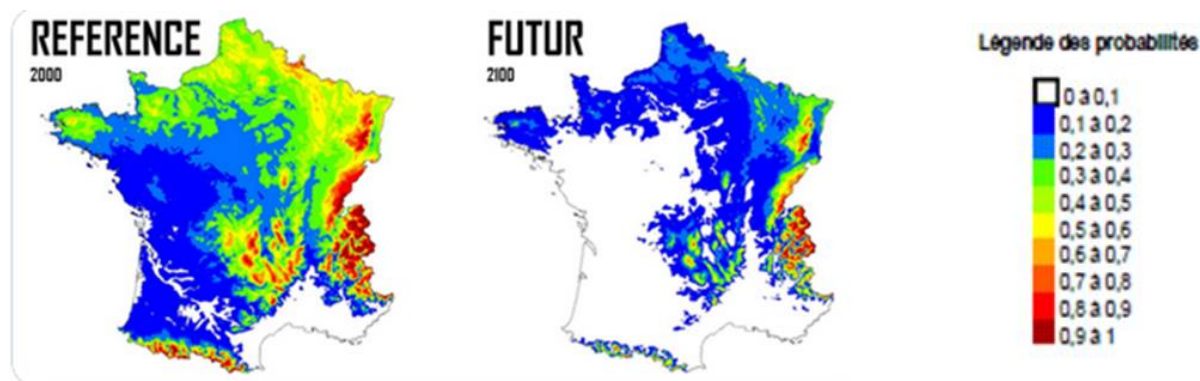 REFERENCE
2000
FUTUR
2100
Légende des probabilités
0 à 0,1
0,1 à 0,2
0,2 à 0,3
0,3 à 0,4
0,4 à 0,5
0,5 à 0,6
0,6 à 0,7
0,7 à 0,8
0,8 à 0,9
0,9 à 1